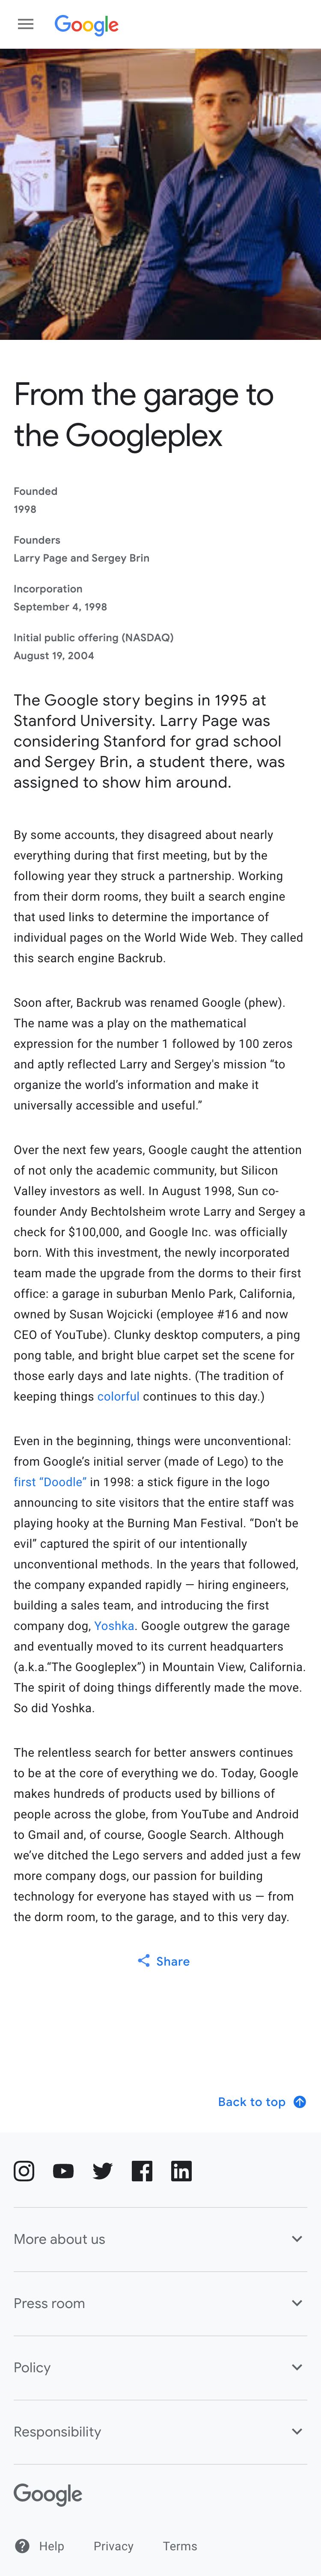 Google
From the garage to
the Googleplex
Founded
1998
Founders
Larry Page and Sergey Brin
Incorporation
September 4, 1998
Initial public offering (NASDAQ)
August 19, 2004
The Google story begins in 1995 at
Stanford University. Larry Page was
considering Stanford for grad school
and Sergey Brin, a student there, was
assigned to show him around.
By some accounts, they disagreed about nearly
everything during that first meeting, but by the
following year they struck a partnership. Working
from their dorm rooms, they built a search engine
that used links to determine the importance of
individual pages on the World Wide Web. They called
this search engine Backrub.
Soon after, Backrub was renamed Google (phew).
The name was a play on the mathematical
expression for the number 1 followed by 100 zeros
and aptly reflected Larry and Sergey's mission “to
organize the world’s information and make it
universally accessible and useful.”
Over the next few years, Google caught the attention
of not only the academic community, but Silicon
Valley investors as well. In August 1998, Sun co-
founder Andy Bechtolsheim wrote Larry and Sergey a
check for $100,000, and Google Inc. was officially
born. With this investment, the newly incorporated
team made the upgrade from the dorms to their first
office: a garage in suburban Menlo Park, California,
owned by Susan Wojcicki (employee #16 and now
CEO of YouTube). Clunky desktop computers, a ping
pong table, and bright blue carpet set the scene for
those early days and late nights. (The tradition of
keeping things colorful continues to this day.)
Even in the beginning, things were unconventional:
from Google’s initial server (made of Lego) to the
first “Doodle” in 1998: a stick figure in the logo
announcing to site visitors that the entire staff was
playing hooky at the Burning Man Festival. “Don't be
evil” captured the spirit of our intentionally
unconventional methods. In the years that followed,
the company expanded rapidly — hiring engineers,
building a sales team, and introducing the first
company dog, Yoshka. Google outgrew the garage
and eventually moved to its current headquarters
(a.k.a.“The Googleplex”) in Mountain View, California.
The spirit of doing things differently made the move.
So did Yoshka.
The relentless search for better answers continues
to be at the core of everything we do. Today, Google
makes hundreds of products used by billions of
people across the globe, from YouTube and Android
to Gmail and, of course, Google Search. Although
we’ve ditched the Lego servers and added just a few
more company dogs, our passion for building
technology for everyone has stayed with us — from
the dorm room, to the garage, and to this very day.
Share
Back to top
More about us
Press room
Policy
Responsibility
Google
Help Privacy Terms